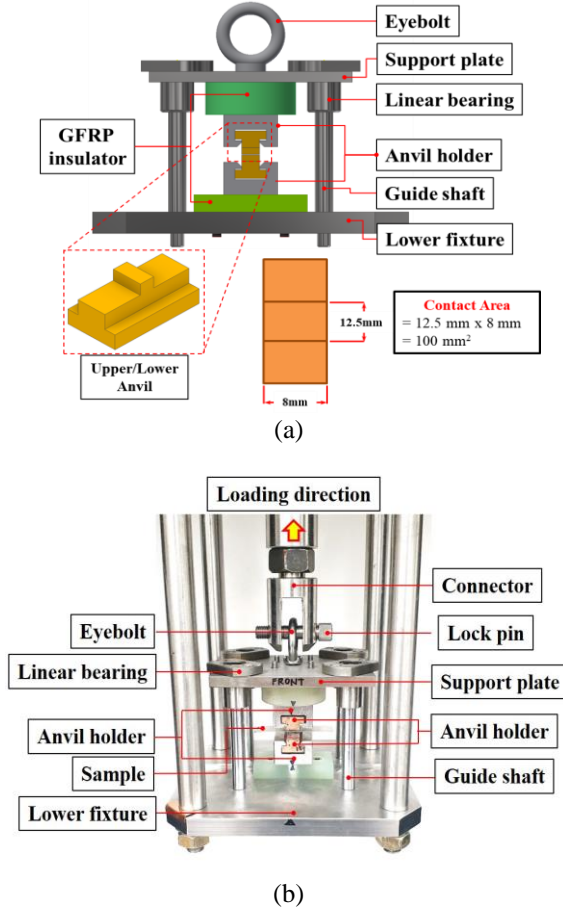 Eyebolt
Support plate
Linear bearing
GFRP
insulator
Anvil holder
Guide shaft
Lower fixture
Upper/Lower
Anvil
12.5mm
8mm
Contact Area
= 12.5 mm x 8 mm
= 100 mm²
(a)
Loading direction
Connector
Eyebolt
Lock pin
Linear bearing
FRONT
Support plate
Anvil holder
Anvil holder
Sample
Guide shaft
Lower fixture
(b)